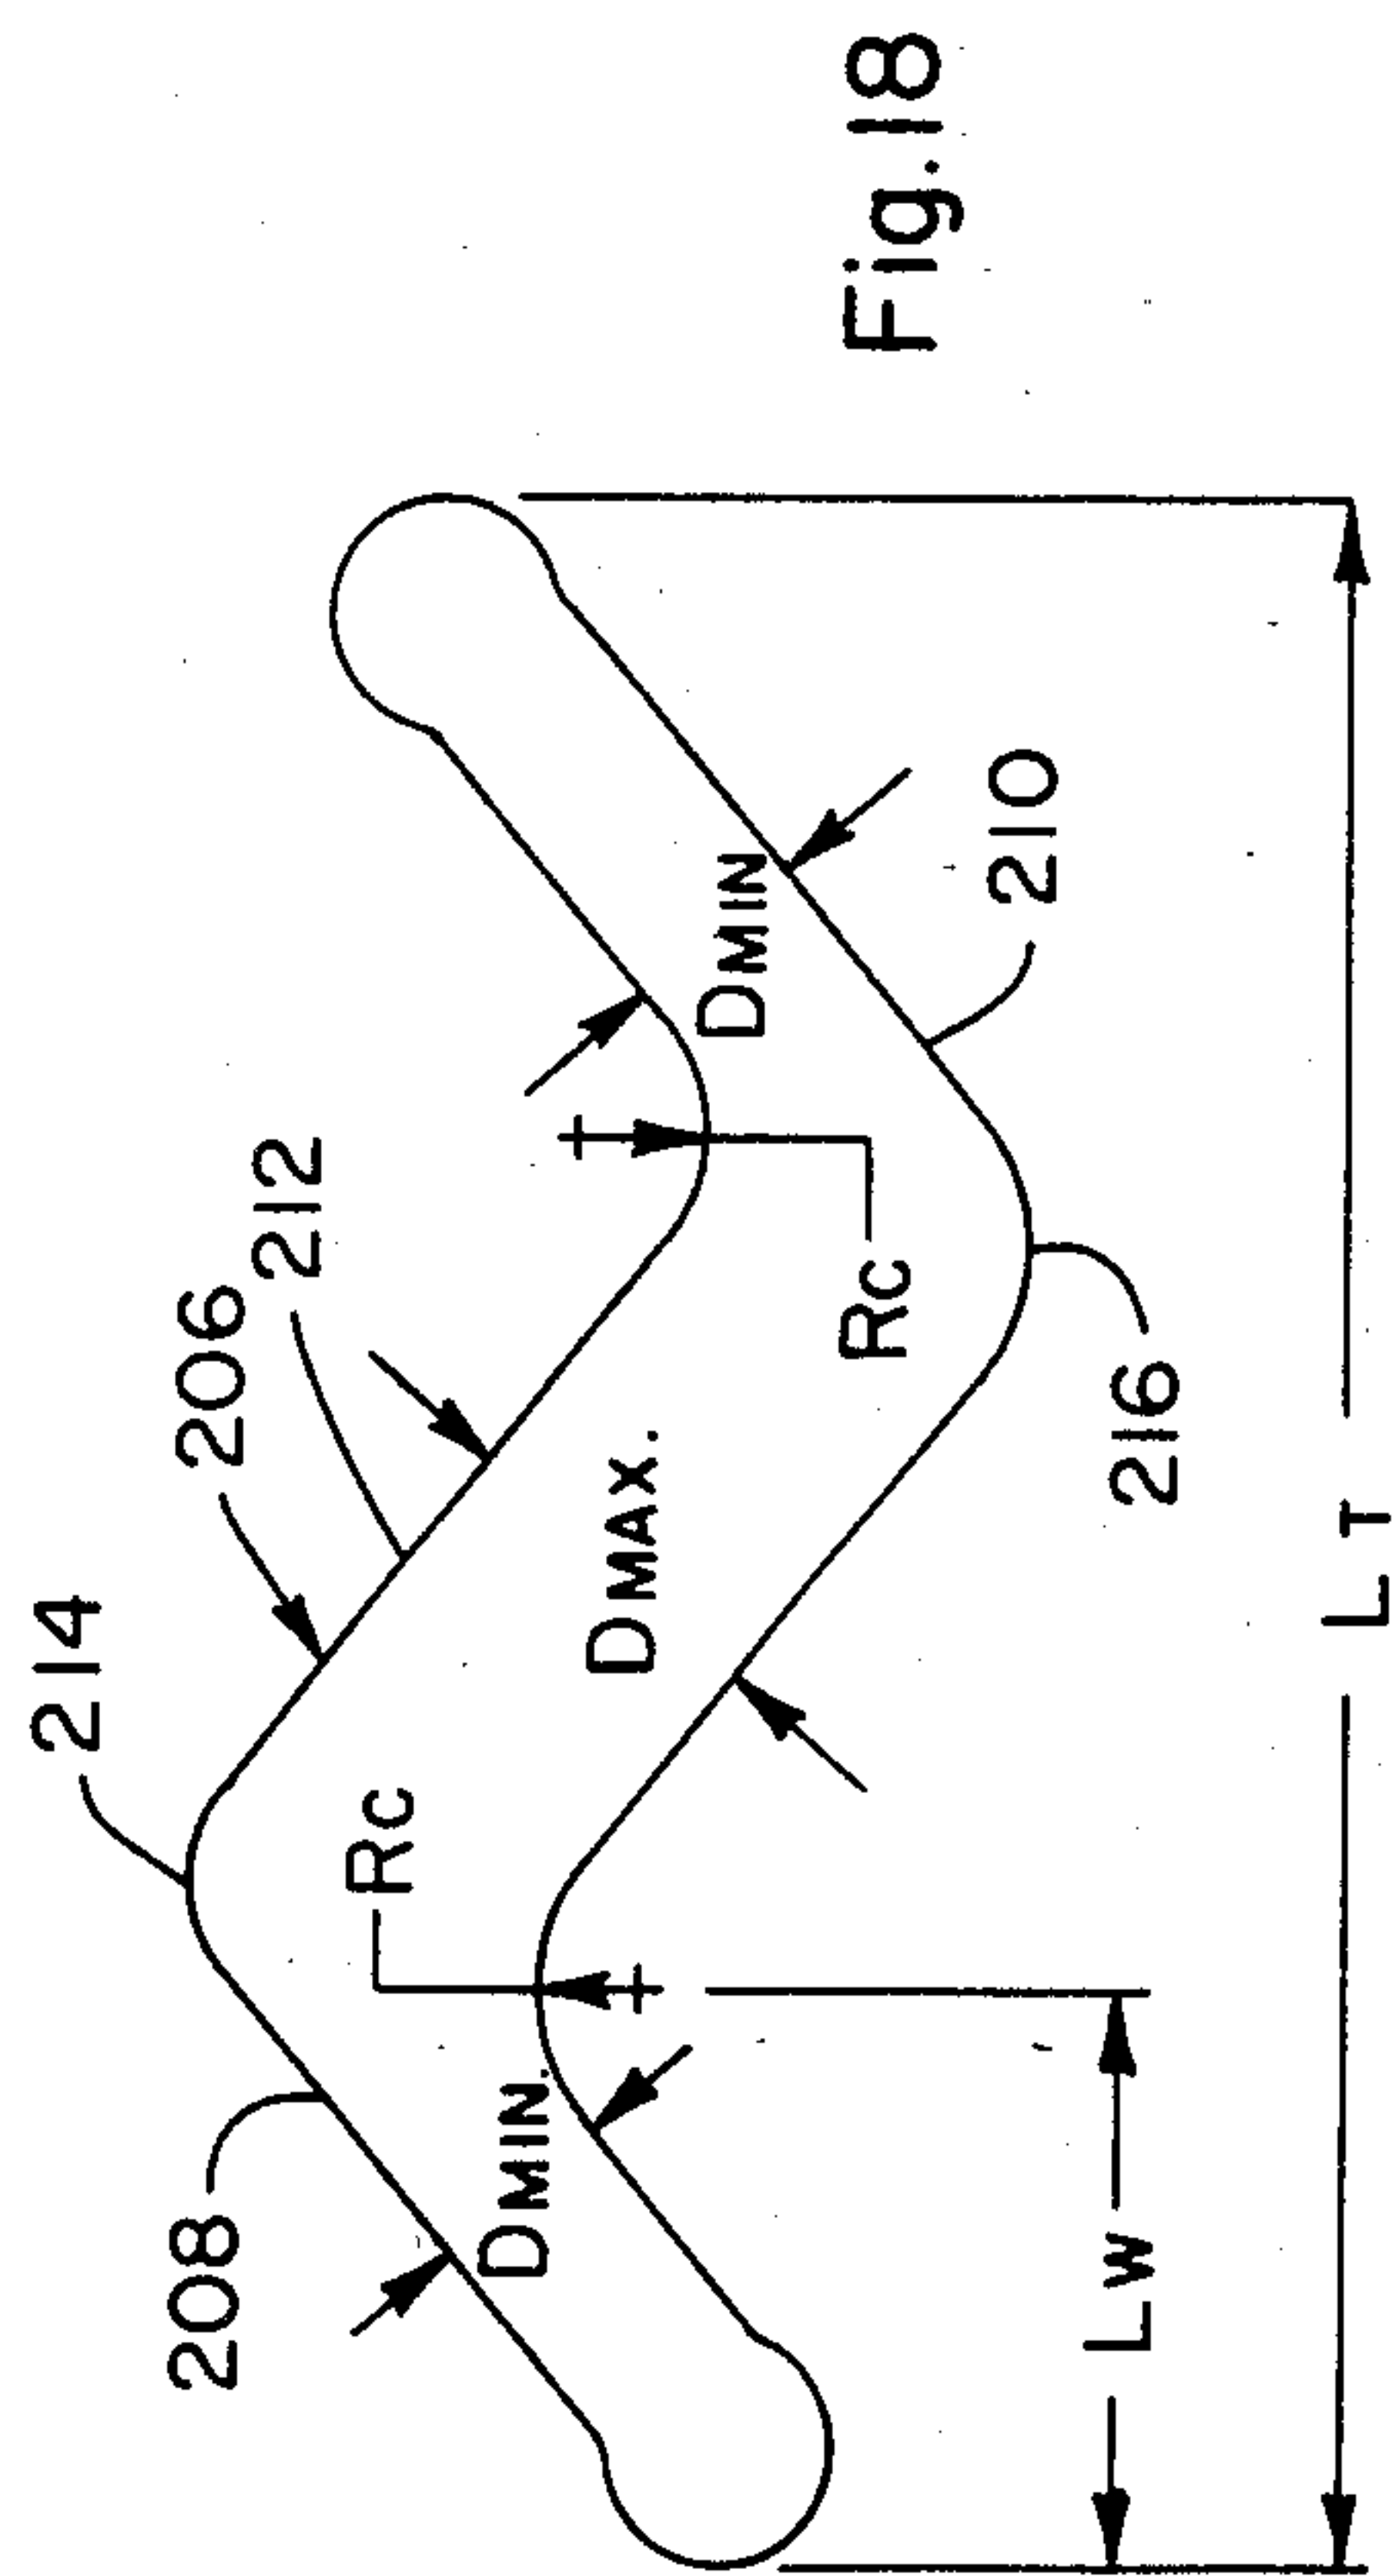 214
206
212
208
RC
DMIN.
DMAX.
RC
DMIN
210
216
LW
LT
Fig.18